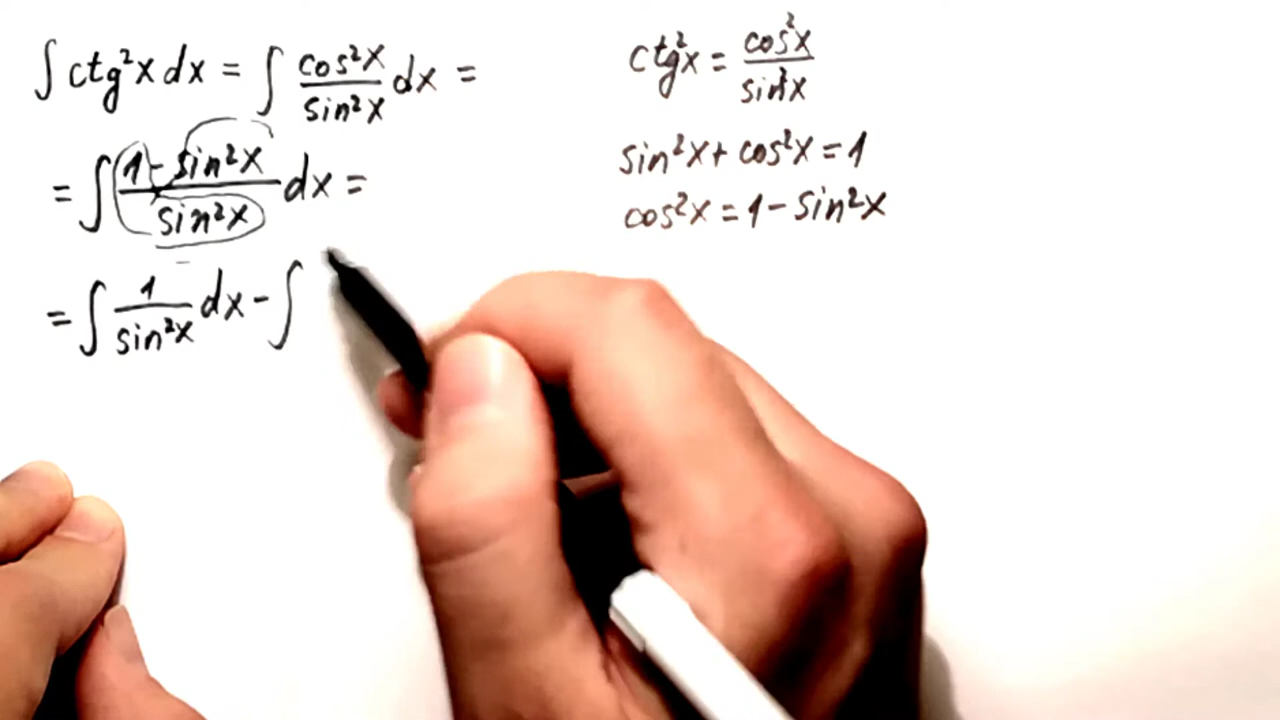 ∫ ctg²x dx = ∫ cos²x / sin²x dx =
= ∫ 1 - sin²x / sin²x dx =
= ∫ 1 / sin²x dx - ∫
ctg²x = cos²x / sin²x
sin²x + cos²x = 1
cos²x = 1 - sin²x